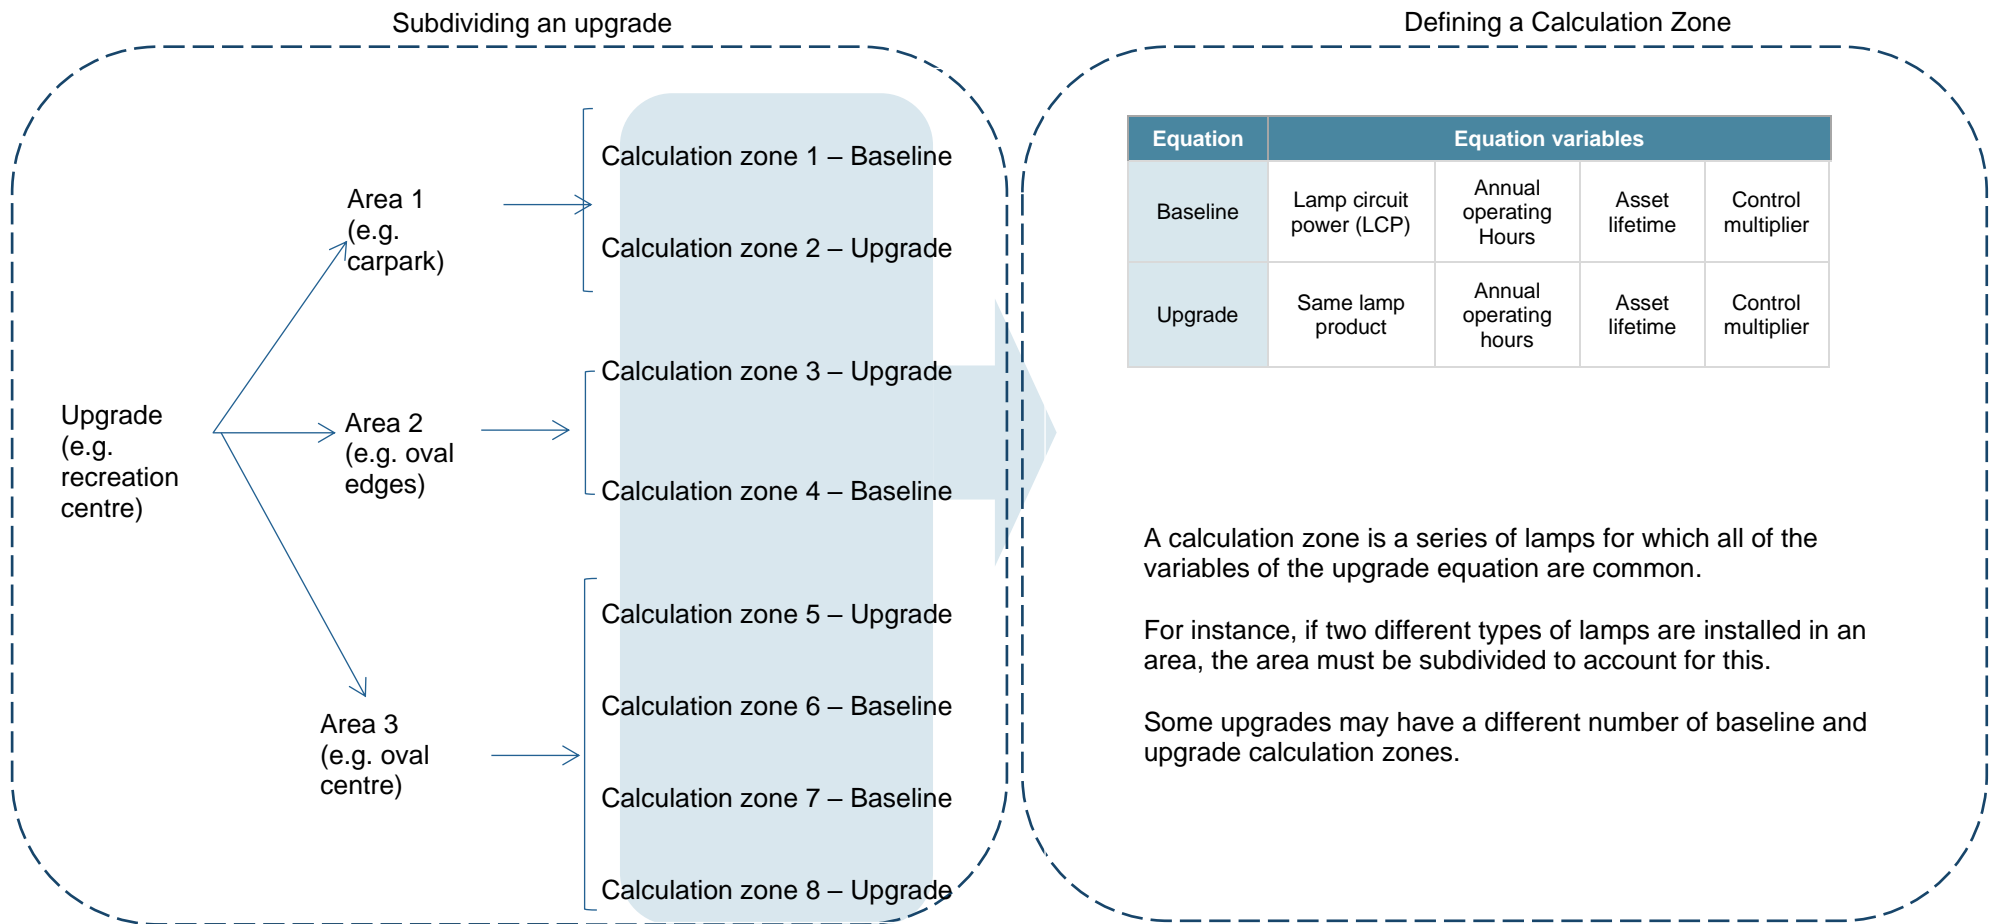 Subdividing an upgrade
Upgrade
(e.g.
recreation
centre)
Area 1
(e.g.
carpark)
Area 2
(e.g. oval
edges)
Area 3
(e.g. oval
centre)
Calculation zone 1 – Baseline
Calculation zone 2 – Upgrade
Calculation zone 3 – Upgrade
Calculation zone 4 – Baseline
Calculation zone 5 – Upgrade
Calculation zone 6 – Baseline
Calculation zone 7 – Baseline
Calculation zone 8 – Upgrade
Defining a Calculation Zone
Equation
Equation variables
Baseline
Lamp circuit
power (LCP)
Annual
operating
Hours
Asset
lifetime
Control
multiplier
Upgrade
Same lamp
product
Annual
operating
hours
Asset
lifetime
Control
multiplier
A calculation zone is a series of lamps for which all of the
variables of the upgrade equation are common.
For instance, if two different types of lamps are installed in an
area, the area must be subdivided to account for this.
Some upgrades may have a different number of baseline and
upgrade calculation zones.